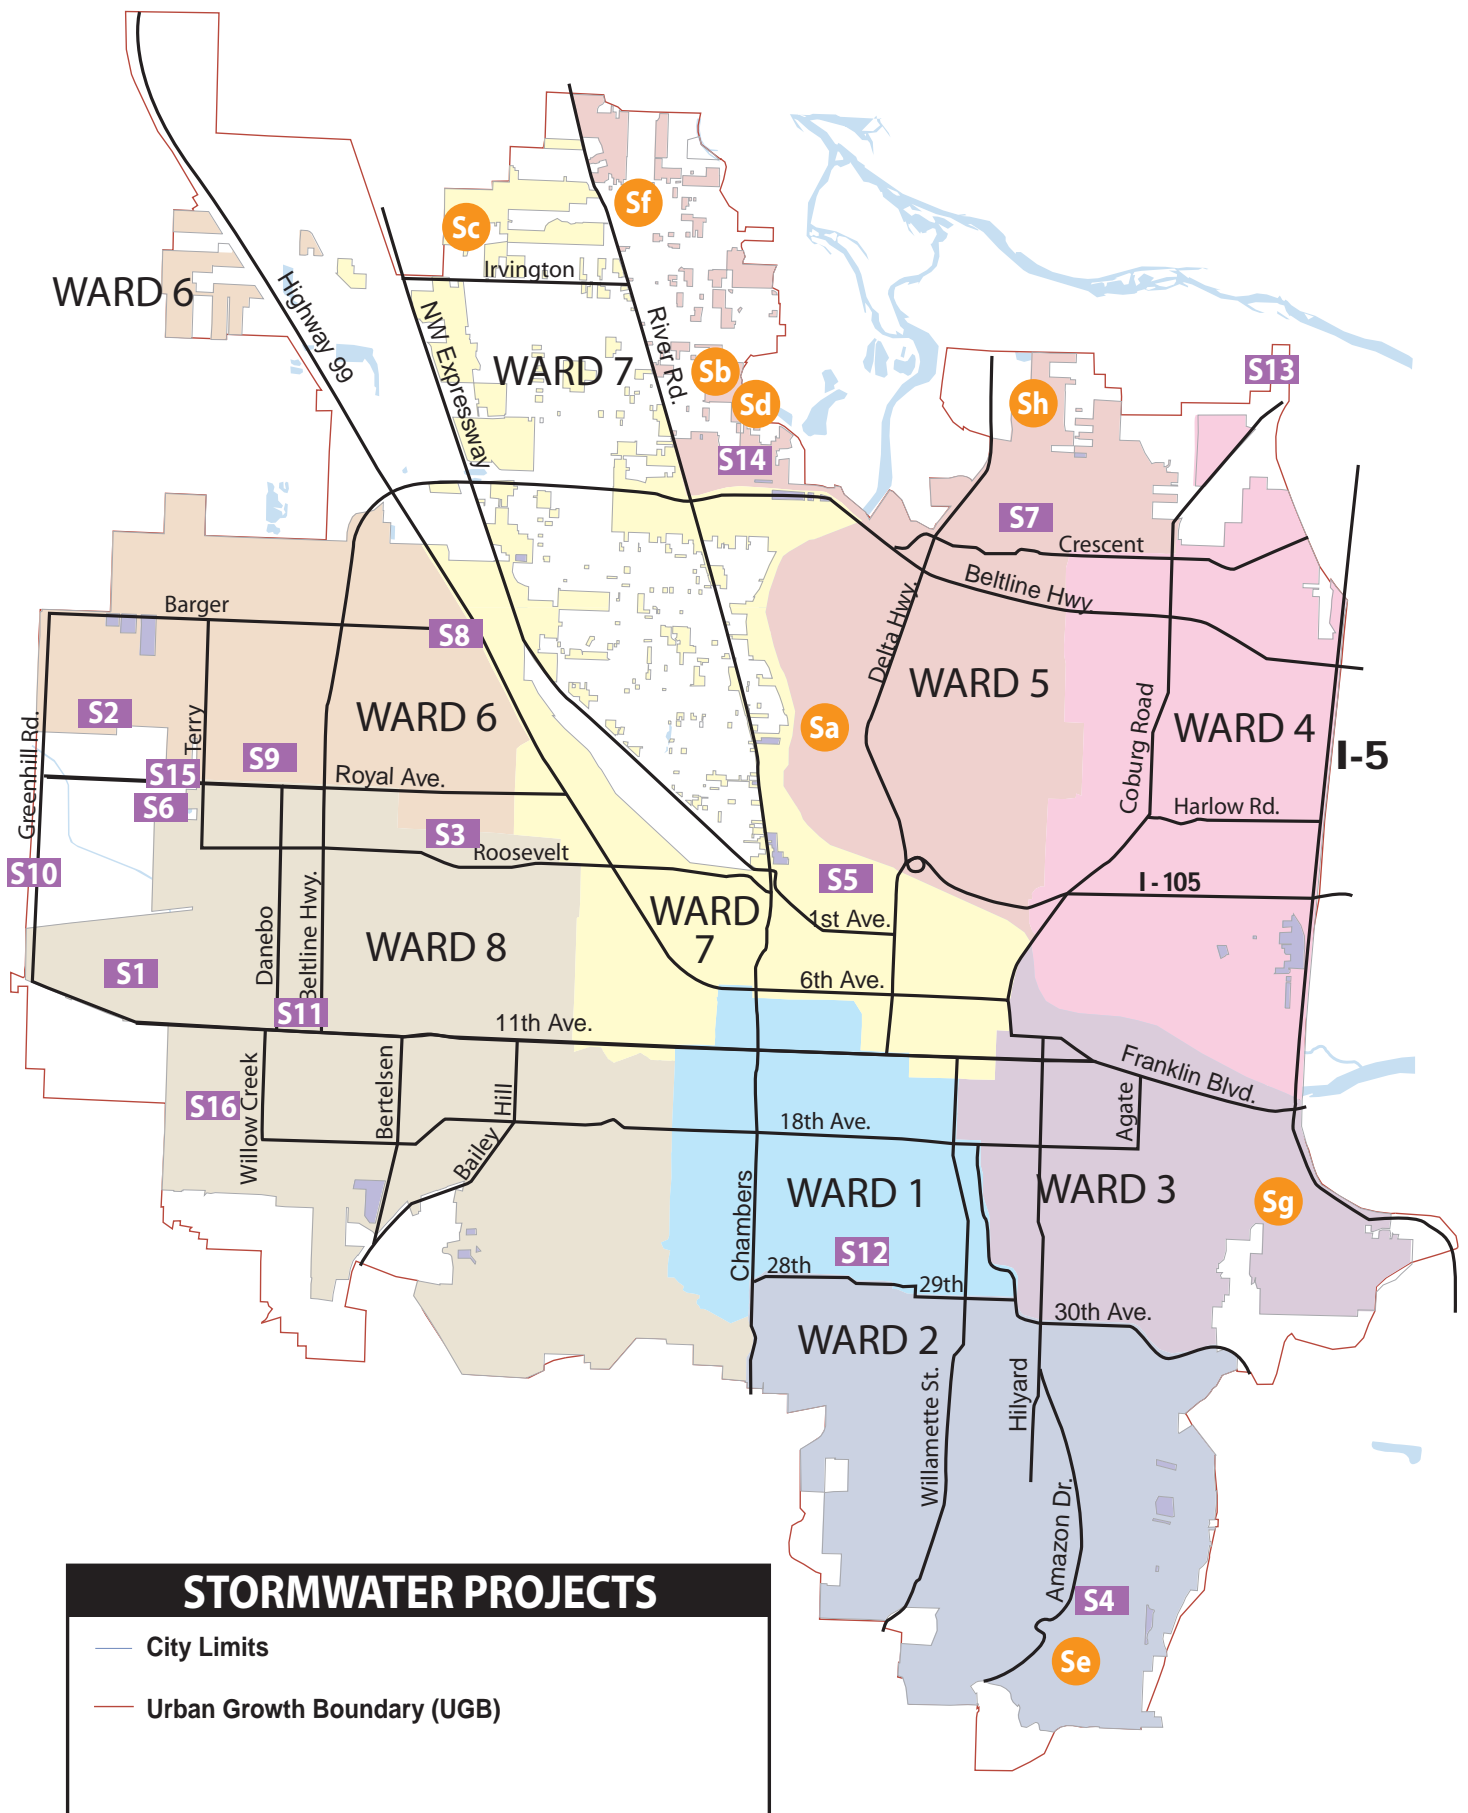 Sf
Sc
Irvington
WARD 6
Highway 99
NW Expressway
WARD 7
River Rd.
Sb
Sd
Sh
S13
S14
S7
Crescent
Beltline Hwy
Barger
S8
Delta Hwy.
WARD 5
S2
Terry
WARD 6
Sa
Coburg Road
WARD 4
I-5
Greenhill Rd.
S9
S15
Royal Ave.
S6
Harlow Rd.
S3
Roosevelt
S10
S5
I - 105
WARD
7
1st Ave.
Danebo
Beltline Hwy.
WARD 8
S1
6th Ave.
S11
11th Ave.
Franklin Blvd.
Willow Creek
Bertelsen
Bailey Hill
Agate
S16
18th Ave.
Chambers
WARD 1
WARD 3
Sg
S12
28th
29th
30th Ave.
WARD 2
Willamette St.
Hilyard
Amazon Dr.
S4
Se
STORMWATER PROJECTS
City Limits
Urban Growth Boundary (UGB)